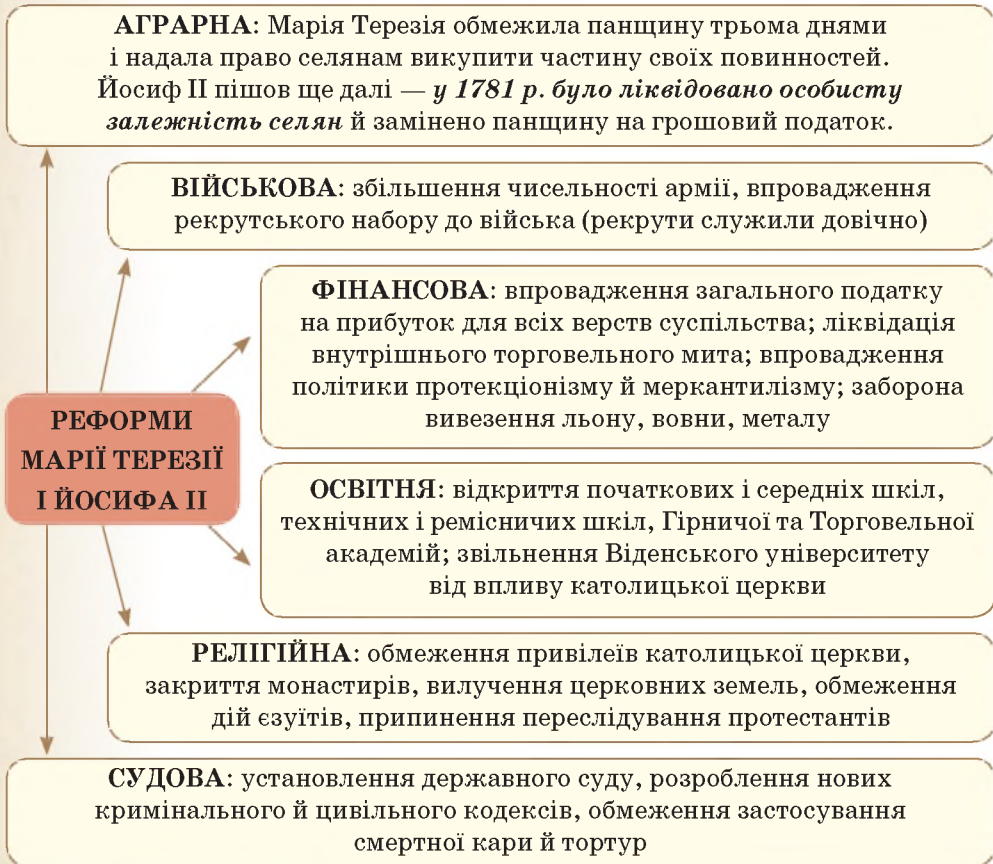 АГРАРНА: Марія Терезія обмежила панщину трьома днями
і надала право селянам викупити частину своїх повинностей.
Йосиф ІІ пішов ще далі — у 1781 р. було ліквідовано особисту
залежність селян й замінено панщину на грошовий податок.
ВІЙСЬКОВА: збільшення чисельності армії, впровадження
рекрутського набору до війська (рекрути служили довічно)
ФІНАНСОВА: впровадження загального податку
на прибуток для всіх верств суспільства; ліквідація
внутрішнього торговельного мита; впровадження
політики протекціонізму й меркантилізму; заборона
вивезення льону, вовни, металу
РЕФОРМИ
МАРІЇ ТЕРЕЗІЇ
І ЙОСИФА ІІ
ОСВІТНЯ: відкриття початкових і середніх шкіл,
технічних і ремісничих шкіл, Гірничої та Торговельної
академій; звільнення Віденського університету
від впливу католицької церкви
РЕЛІГІЙНА: обмеження привілеїв католицької церкви,
закриття монастирів, вилучення церковних земель, обмеження
дій єзуїтів, припинення переслідування протестантів
СУДОВА: установлення державного суду, розроблення нових
кримінального й цивільного кодексів, обмеження застосування
смертної кари й тортур